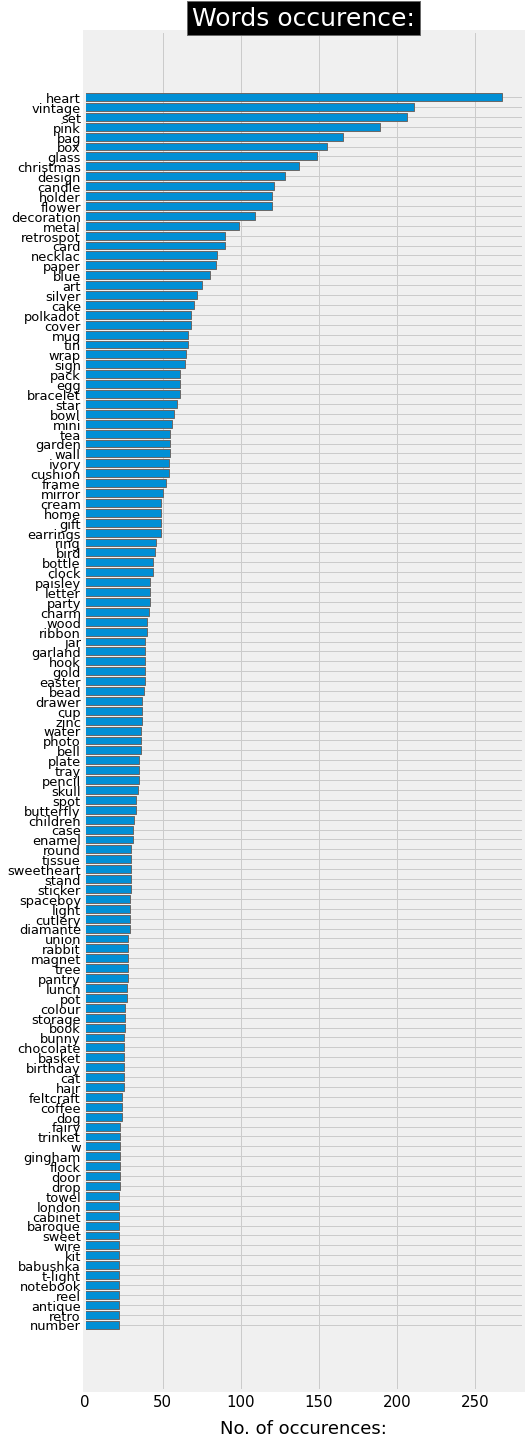 Words occurence:
heart
vintage
set
pink
bag
box
glass
christmas
design
candle
holder
flower
decoration
metal
retrospot
card
necklac
paper
blue
art
silver
cake
polkadot
cover
mug
tin
wrap
sign
pack
egg
bracelet
star
bowl
mini
tea
garden
wall
ivory
cushion
frame
mirror
cream
home
gift
earrings
ring
bird
bottle
clock
paisley
letter
party
charm
wood
ribbon
jar
garland
hook
gold
easter
bead
drawer
cup
zinc
water
photo
bell
plate
tray
pencil
skull
spot
butterfly
children
case
enamel
round
tissue
sweetheart
stand
sticker
spaceboy
light
cutlery
diamante
union
rabbit
magnet
tree
pantry
lunch
pot
colour
storage
book
bunny
chocolate
basket
birthday
cat
hair
feltcraft
coffee
dog
fairy
trinket
w
gingham
flock
door
drop
towel
london
cabinet
baroque
sweet
wire
kit
babushka
t-light
notebook
reel
antique
retro
number
0 50 100 150 200 250
No. of occurences: